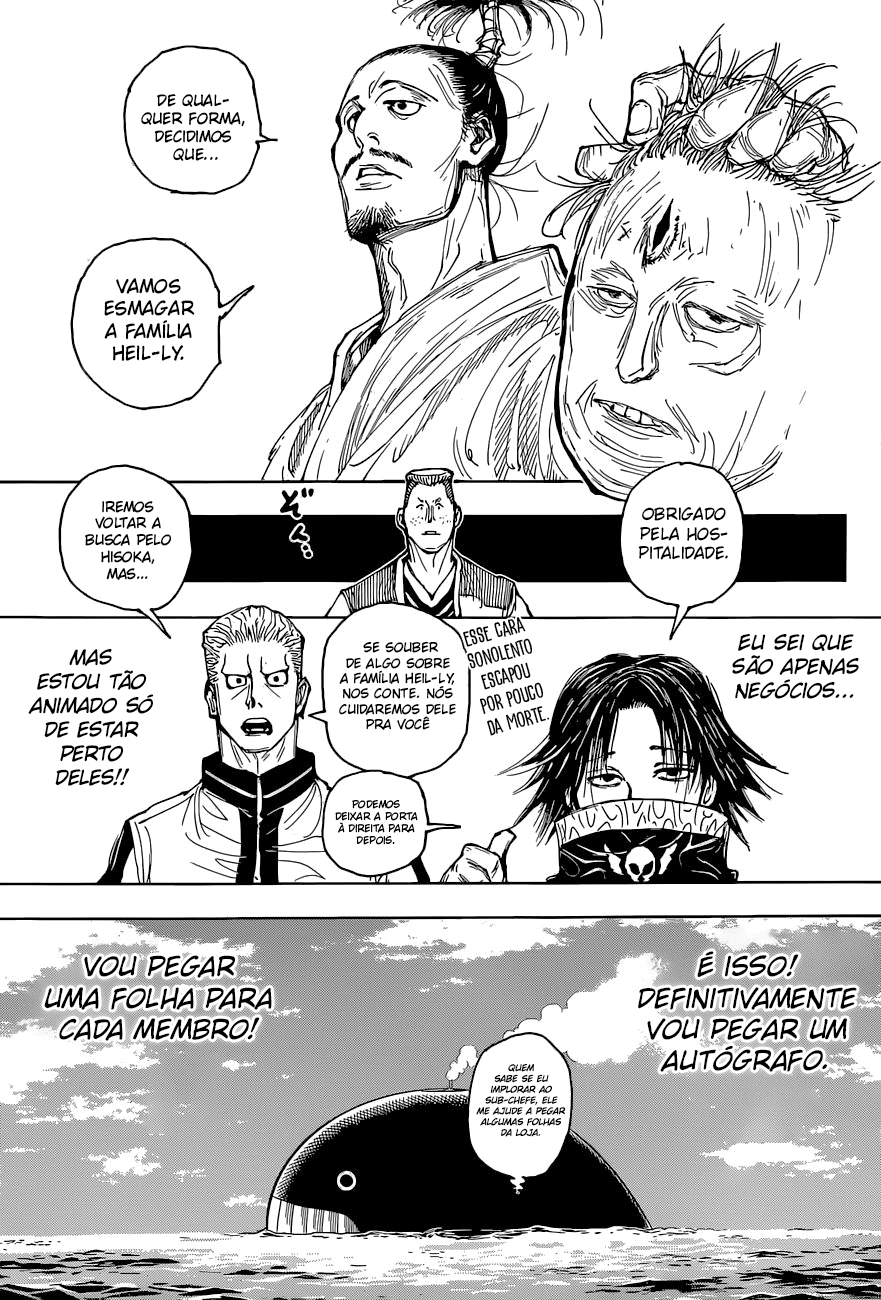 DE QUAL-
QUER FORMA,
DECIDIMOS
QUE...
VAMOS
ESMAGAR
A FAMÍLIA
HEIL-LY.
OBRIGADO
PELA HOS-
PITALIDADE.
ぞ
く…
IREMOS
VOLTAR A
BUSCA PELO
HISOKA,
MAS...
EU SEI QUE
SÃO APENAS
NEGÓCIOS...
ESSE CARA
SONOLENTO
ESCAPOU
POR POUCO
DA MORTE.
SE SOUBER
DE ALGO SOBRE
A FAMÍLIA HEIL-LY,
NOS CONTE. NÓS
CUIDAREMOS DELE
PRA VOCÊ
PODEMOS
DEIXAR A PORTA
À DIREITA PARA
DEPOIS.
MAS
ESTOU TÃO
ANIMADO SÓ
DE ESTAR
PERTO
DELES!!
É ISSO!
DEFINITIVAMENTE
VOU PEGAR UM
AUTÓGRAFO.
QUEM
SABE SE EU
IMPLORAR AO
SUB-CHEFE, ELE
ME AJUDE A PEGAR
ALGUMAS FOLHAS
DA LOJA.
VOU PEGAR
UMA FOLHA PARA
CADA MEMBRO!